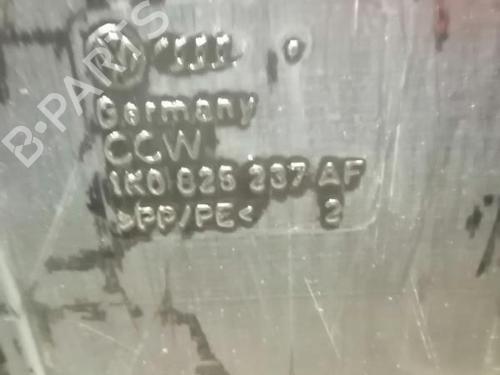 Germany
CCW
1K0 825 237 AF
>PP/PE< 2
B-PARTS